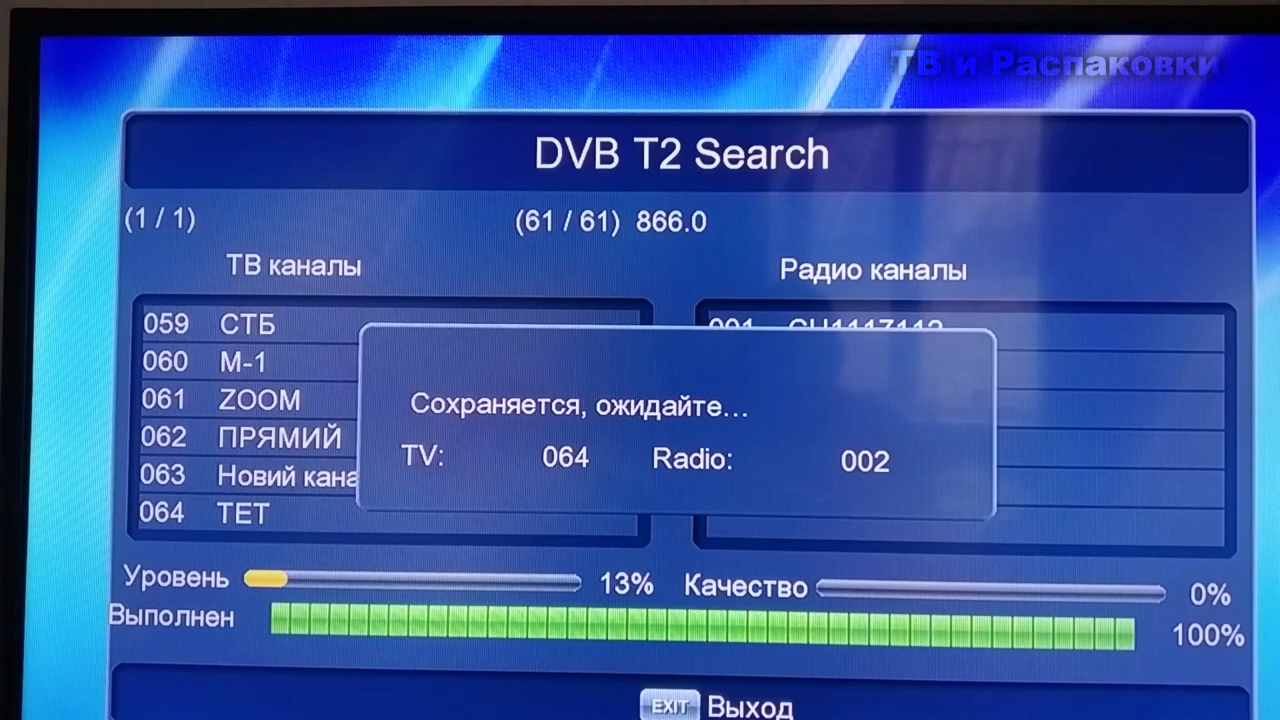 ТВ и Распаковки
DVB T2 Search
(1 / 1) (61 / 61) 866.0
ТВ каналы Радио каналы
059 СТБ
060 М-1
061 ZOOM
062 ПРЯМИЙ
063 Новий кана
064 ТЕТ
Сохраняется, ожидайте...
TV: 064 Radio: 002
Уровень 13% Качество 0%
Выполнен 100%
EXIT Выход